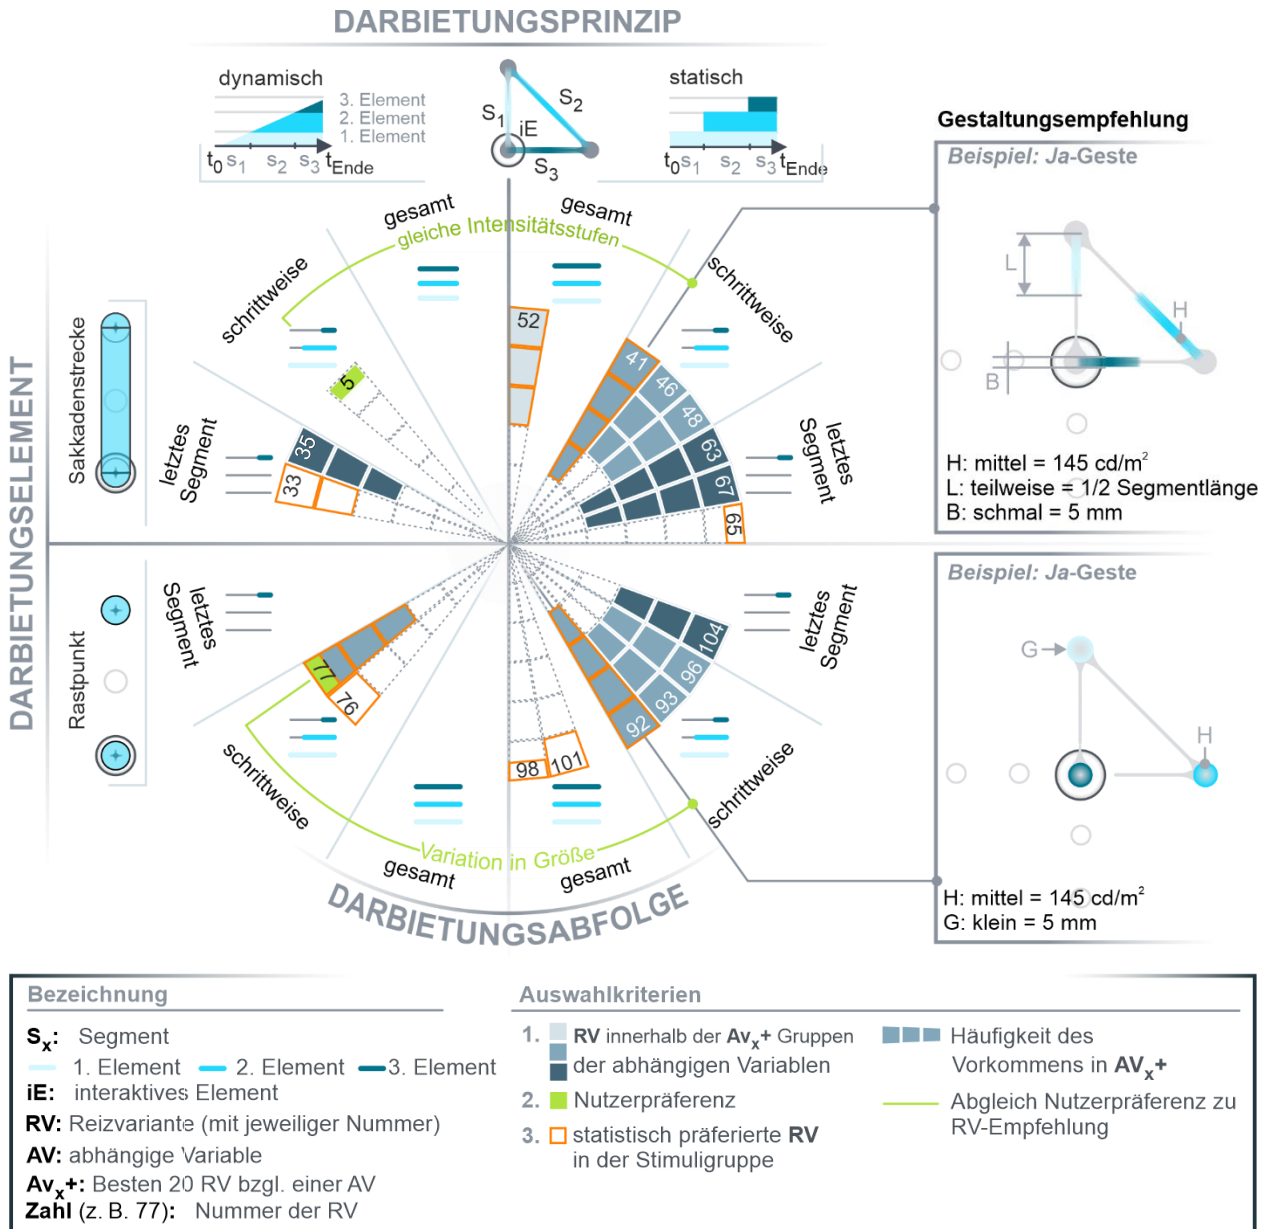 DARBIETUNGSPRINZIP
dynamisch
3. Element
2. Element
1. Element
t0 S1 S2 S3 tEnde
S1
S2
iE
S3
statisch
t0 S1 S2 S3 tEnde
Gestaltungsempfehlung
Beispiel: Ja-Geste
L
H
B
H: mittel = 145 cd/m²
L: teilweise = 1/2 Segmentlänge
B: schmal = 5 mm
gesamt
gesamt
gleiche Intensitätsstufen
schrittweise
schrittweise
letztes
Segment
letztes
Segment
52
41
46
48
63
67
65
5
35
33
DARBIETUNGSELEMENT
Sakkadenstrecke
Rastpunkt
letztes
Segment
letztes
Segment
77
76
98
101
92
93
96
104
schrittweise
schrittweise
Variation in Größe
gesamt
gesamt
DARBIETUNGSABFOLGE
Beispiel: Ja-Geste
G
H
H: mittel = 145 cd/m²
G: klein = 5 mm
Bezeichnung
Sx: Segment
1. Element 2. Element 3. Element
iE: interaktives Element
RV: Reizvariante (mit jeweiliger Nummer)
AV: abhängige Variable
Avx+: Besten 20 RV bzgl. einer AV
Zahl (z. B. 77): Nummer der RV
Auswahlkriterien
1. RV innerhalb der Avx+ Gruppen
der abhängigen Variablen
2. Nutzerpräferenz
3. statistisch präferierte RV
in der Stimuligruppe
Häufigkeit des
Vorkommens in AVx+
Abgleich Nutzerpräferenz zu
RV-Empfehlung